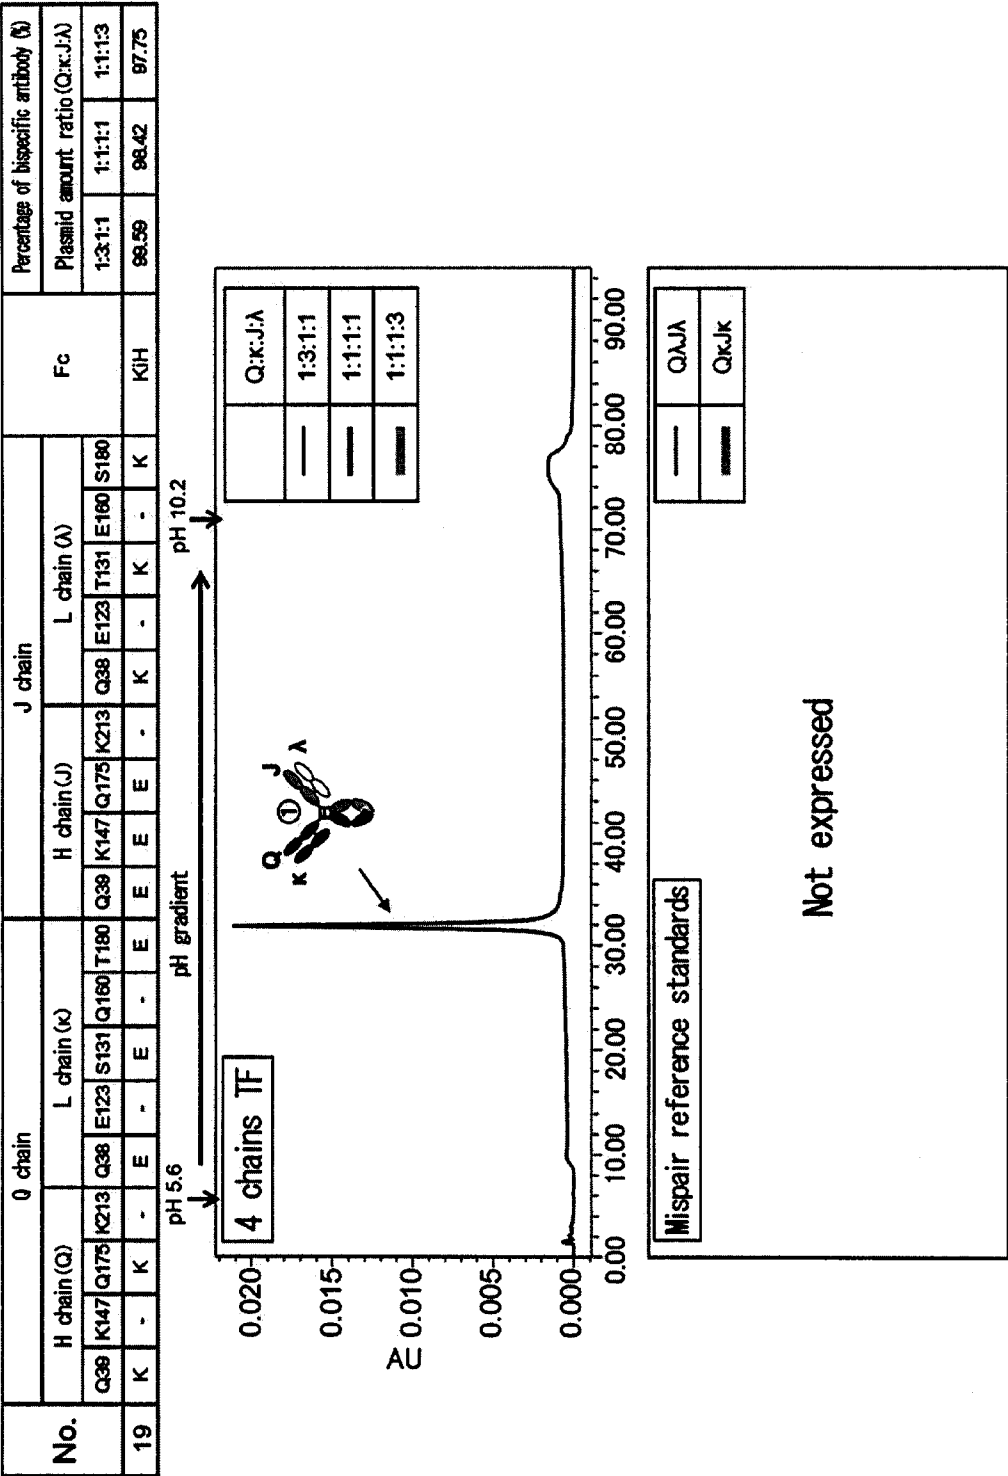 No. Q chain J chain Fc Percentage of bispecific antibody (%)
H chain(Q) L chain(κ) H chain(J) L chain(λ) Plasmid amount ratio(Q:κ:J:λ)
Q39 K147 Q175 K213 Q38 E123 S131 Q160 T180 Q39 K147 Q175 K213 Q38 E123 T131 E160 S180 1:3:1:1 1:1:1:1 1:1:1:3
19 K - K - E - E - E E E E - K - K - K KiH 99.59 98.42 97.75
pH 5.6 pH gradient pH 10.2
4 chains TF
Q:κ:J:λ
1:3:1:1
1:1:1:1
1:1:1:3
Q ① J
κ λ
AU
0.020
0.015
0.010
0.005
0.000
0.00 10.00 20.00 30.00 40.00 50.00 60.00 70.00 80.00 90.00
Mispair reference standards
QλJλ
QκJκ
Not expressed